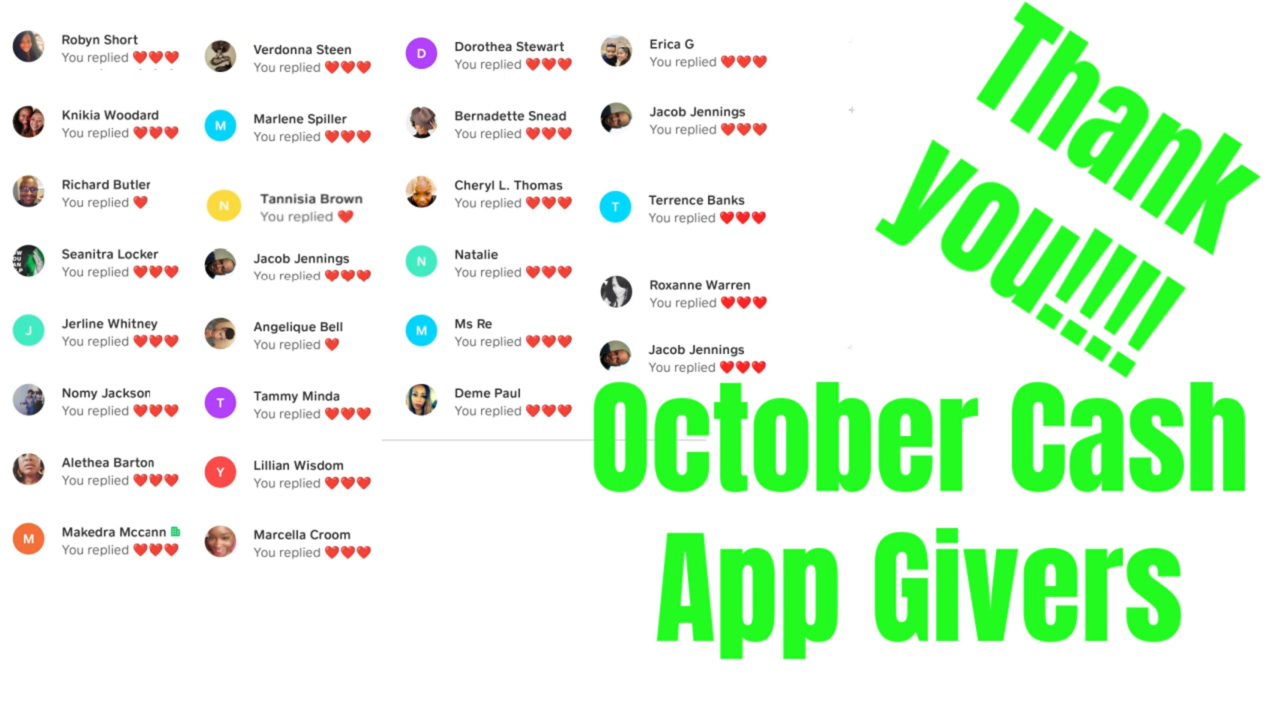 Robyn Short
You replied ❤️❤️❤️
Knikia Woodard
You replied ❤️❤️❤️
Richard Butler
You replied ❤️
Seanitra Locker
You replied ❤️❤️❤️
J
Jerline Whitney
You replied ❤️❤️❤️
Nomy Jackson
You replied ❤️❤️❤️
Alethea Barton
You replied ❤️❤️❤️
M
Makedra Mccann
You replied ❤️❤️❤️
Verdonna Steen
You replied ❤️❤️❤️
M
Marlene Spiller
You replied ❤️❤️❤️
N
Tannisia Brown
You replied ❤️
Jacob Jennings
You replied ❤️❤️❤️
Angelique Bell
You replied ❤️
T
Tammy Minda
You replied ❤️❤️❤️
Y
Lillian Wisdom
You replied ❤️❤️❤️
Marcella Croom
You replied ❤️❤️❤️
D
Dorothea Stewart
You replied ❤️❤️❤️
Bernadette Snead
You replied ❤️❤️❤️
Cheryl L. Thomas
You replied ❤️❤️❤️
N
Natalie
You replied ❤️❤️❤️
M
Ms Re
You replied ❤️❤️❤️
Deme Paul
You replied ❤️❤️❤️
Erica G
You replied ❤️❤️❤️
Jacob Jennings
You replied ❤️❤️❤️
T
Terrence Banks
You replied ❤️❤️❤️
Roxanne Warren
You replied ❤️❤️❤️
Jacob Jennings
You replied ❤️❤️❤️
Thank
you!!!!
October Cash
App Givers